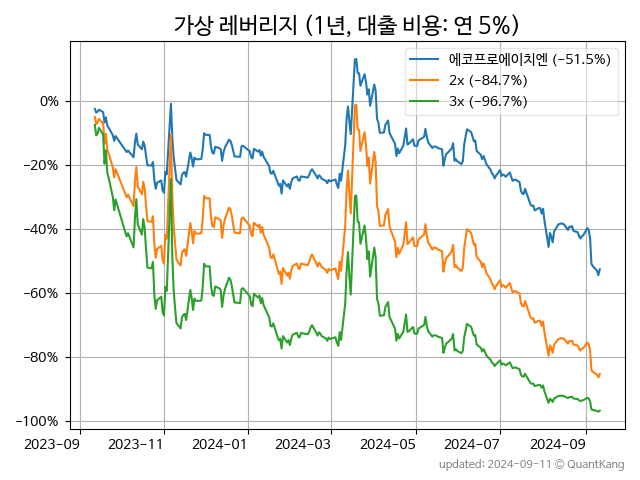 가상 레버리지 (1년, 대출 비용: 연 5%)
에코프로에이치엔 (−51.5%)
2x (−84.7%)
3x (−96.7%)
0%
−20%
−40%
−60%
−80%
−100%
2023-09 2023-11 2024-01 2024-03 2024-05 2024-07 2024-09
updated: 2024-09-11 © QuantKang